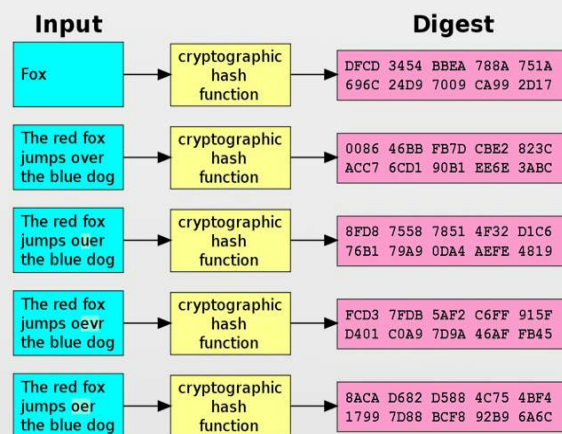 Input
Digest
Fox
cryptographic
hash
function
DFCD 3454 BBEA 788A 751A
696C 24D9 7009 CA99 2D17
The red fox
jumps over
the blue dog
cryptographic
hash
function
0086 46BB FB7D CBE2 823C
ACC7 6CD1 90B1 EE6E 3ABC
The red fox
jumps ouer
the blue dog
cryptographic
hash
function
8FD8 7558 7851 4F32 D1C6
76B1 79A9 0DA4 AEFE 4819
The red fox
jumps oevr
the blue dog
cryptographic
hash
function
FCD3 7FDB 5AF2 C6FF 915F
D401 C0A9 7D9A 46AF FB45
The red fox
jumps oer
the blue dog
cryptographic
hash
function
8ACA D682 D588 4C75 4BF4
1799 7D88 BCF8 92B9 6A6C